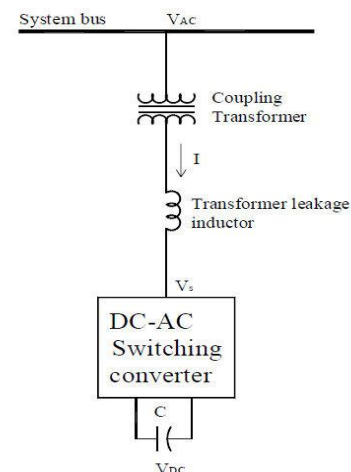 System bus VAC
Coupling
Transformer
I
Transformer leakage
inductor
Vs
DC-AC
Switching
converter
C
VDC